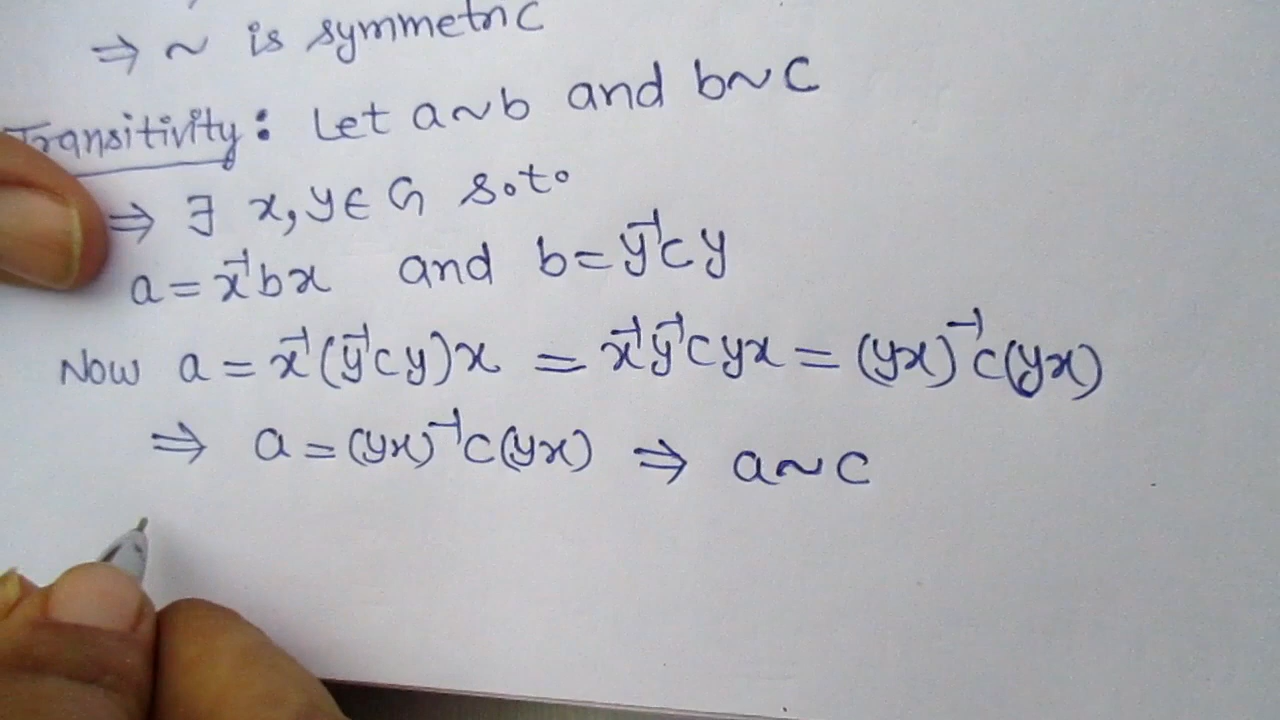 ⇒ ~ is symmetric
Transitivity: Let a~b and b~c
⇒ ∃ x, y ∈ G s.t.
a = x⁻¹bx and b = y⁻¹cy
Now a = x⁻¹(y⁻¹cy)x = x⁻¹y⁻¹cyx = (yx)⁻¹c(yx)
⇒ a = (yx)⁻¹c(yx) ⇒ a~c